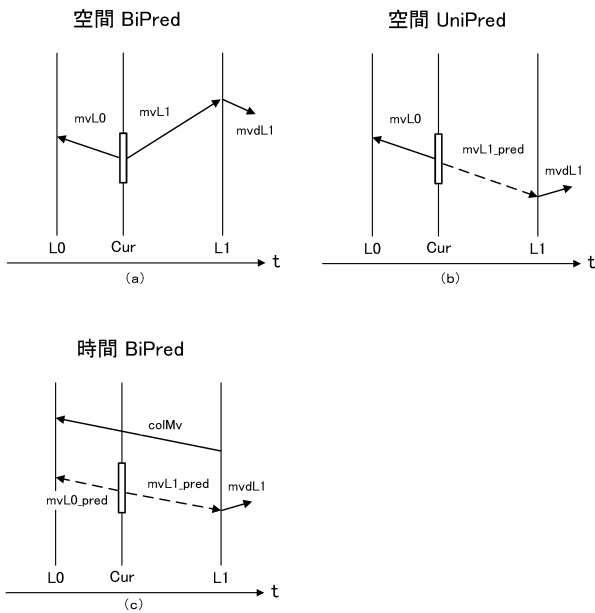 空間 BiPred
mvL0
mvL1
mvdL1
L0
Cur
L1
t
(a)
空間 UniPred
mvL0
mvL1_pred
mvdL1
L0
Cur
L1
t
(b)
時間 BiPred
colMv
mvL1_pred
mvdL1
mvL0_pred
L0
Cur
L1
t
(c)